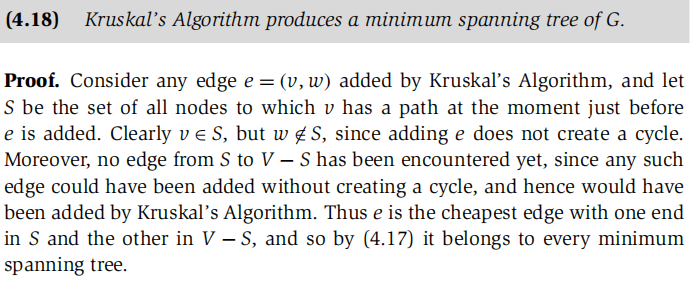 (4.18) Kruskal's Algorithm produces a minimum spanning tree of G.
Proof. Consider any edge e = (v, w) added by Kruskal's Algorithm, and let
S be the set of all nodes to which v has a path at the moment just before
e is added. Clearly v ∈ S, but w ∉ S, since adding e does not create a cycle.
Moreover, no edge from S to V − S has been encountered yet, since any such
edge could have been added without creating a cycle, and hence would have
been added by Kruskal's Algorithm. Thus e is the cheapest edge with one end
in S and the other in V − S, and so by (4.17) it belongs to every minimum
spanning tree.